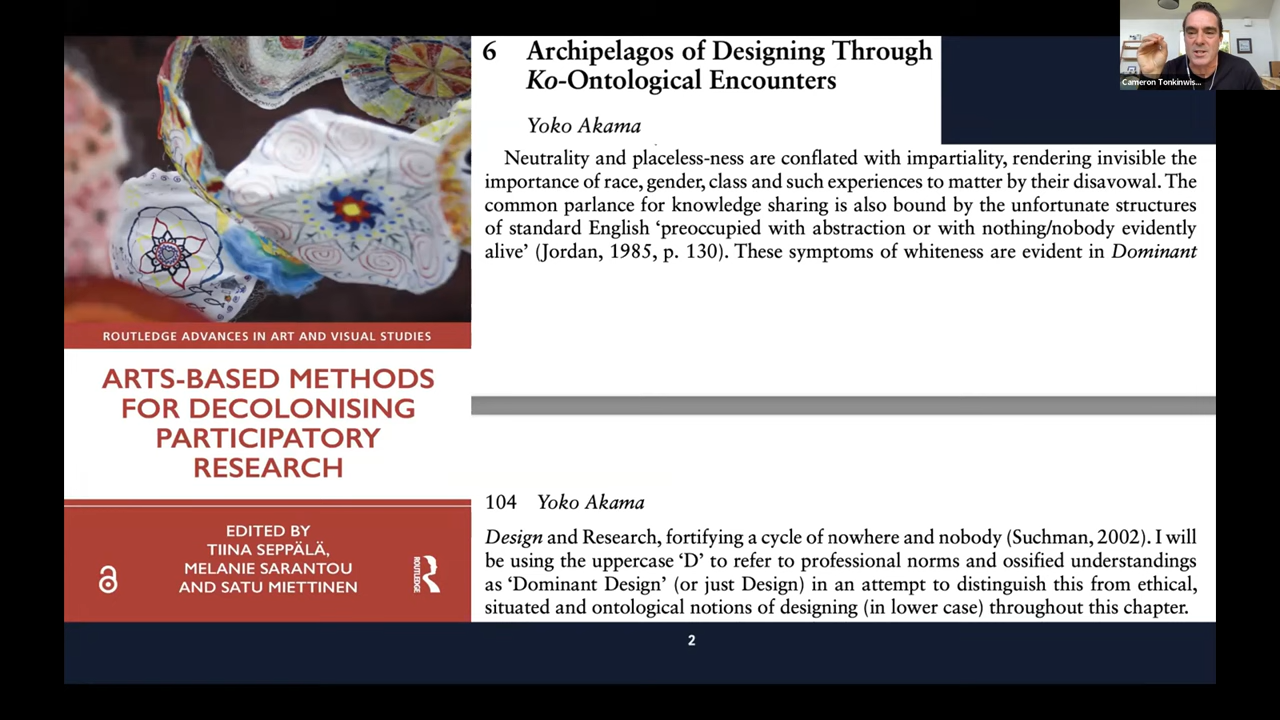 6 Archipelagos of Designing Through
Ko-Ontological Encounters
Yoko Akama
Neutrality and placeless-ness are conflated with impartiality, rendering invisible the
importance of race, gender, class and such experiences to matter by their disavowal. The
common parlance for knowledge sharing is also bound by the unfortunate structures
of standard English ‘preoccupied with abstraction or with nothing/nobody evidently
alive’ (Jordan, 1985, p. 130). These symptoms of whiteness are evident in Dominant
104 Yoko Akama
Design and Research, fortifying a cycle of nowhere and nobody (Suchman, 2002). I will
be using the uppercase ‘D’ to refer to professional norms and ossified understandings
as ‘Dominant Design’ (or just Design) in an attempt to distinguish this from ethical,
situated and ontological notions of designing (in lower case) throughout this chapter.
ROUTLEDGE ADVANCES IN ART AND VISUAL STUDIES
ARTS-BASED METHODS
FOR DECOLONISING
PARTICIPATORY
RESEARCH
EDITED BY
TIINA SEPPÄLÄ,
MELANIE SARANTOU
AND SATU MIETTINEN
ROUTLEDGE
2
Cameron Tonkinwis...